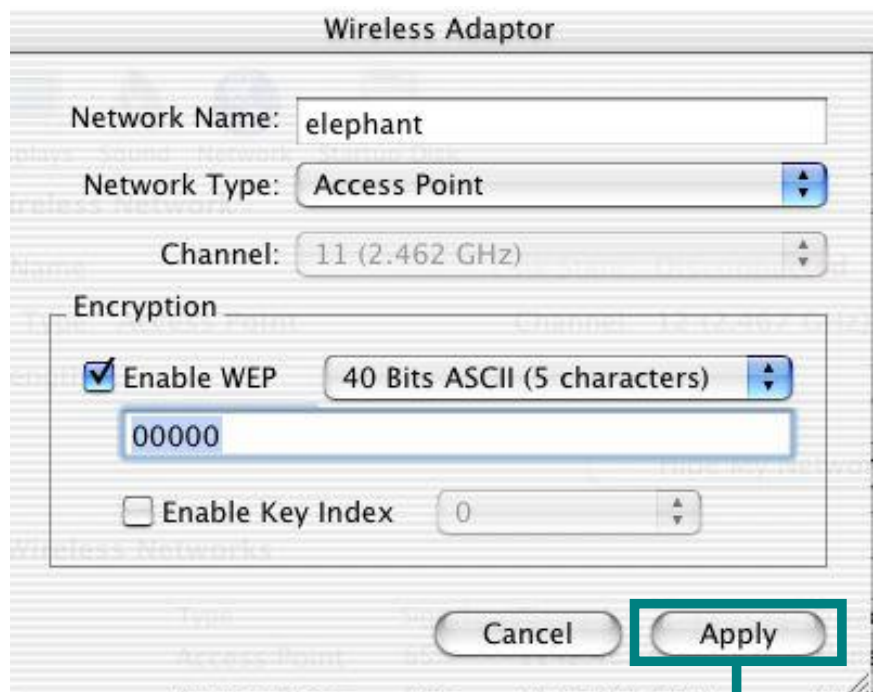 Wireless Adaptor
Network Name: elephant
Network Type: Access Point
Channel: 11 (2.462 GHz)
Encryption
Enable WEP 40 Bits ASCII (5 characters)
00000
Enable Key Index 0
Cancel Apply